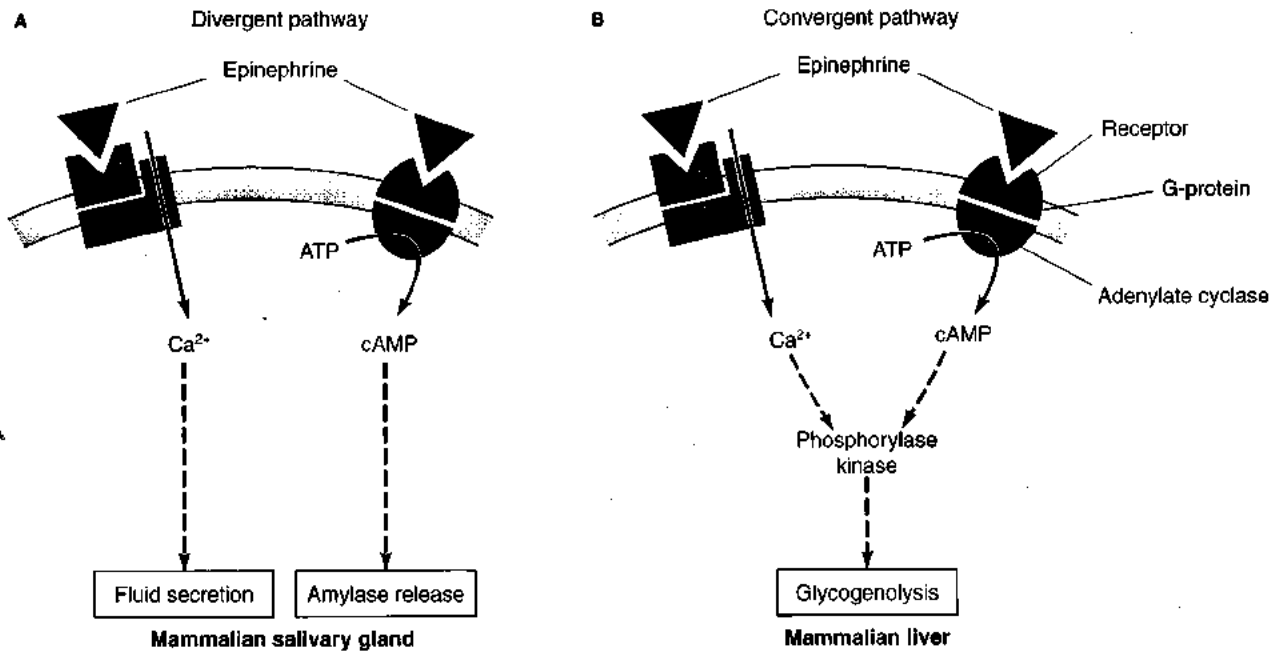 A
Divergent pathway
Epinephrine
ATP
Ca²⁺
cAMP
Fluid secretion
Amylase release
Mammalian salivary gland
B
Convergent pathway
Epinephrine
Receptor
G-protein
ATP
Adenylate cyclase
Ca²⁺
cAMP
Phosphorylase
kinase
Glycogenolysis
Mammalian liver